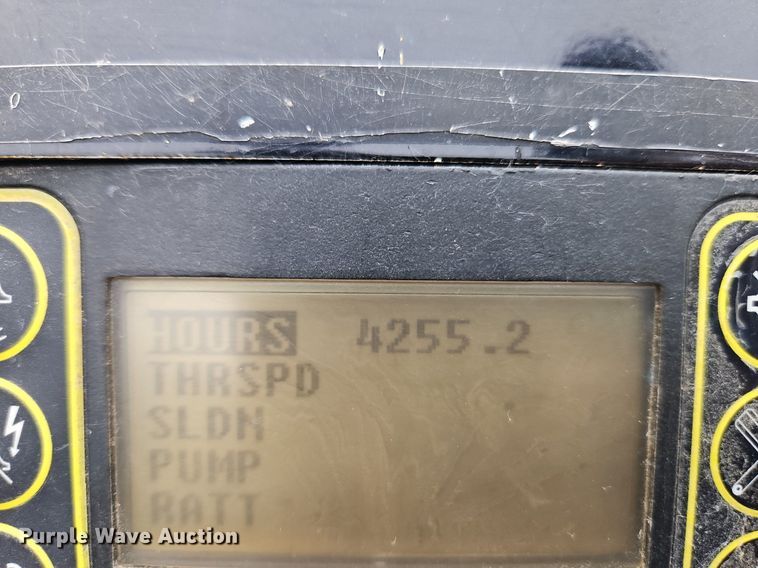 HOURS 4255.2
THRSPD
SLDN
PUMP
BATT
Purple Wave Auction